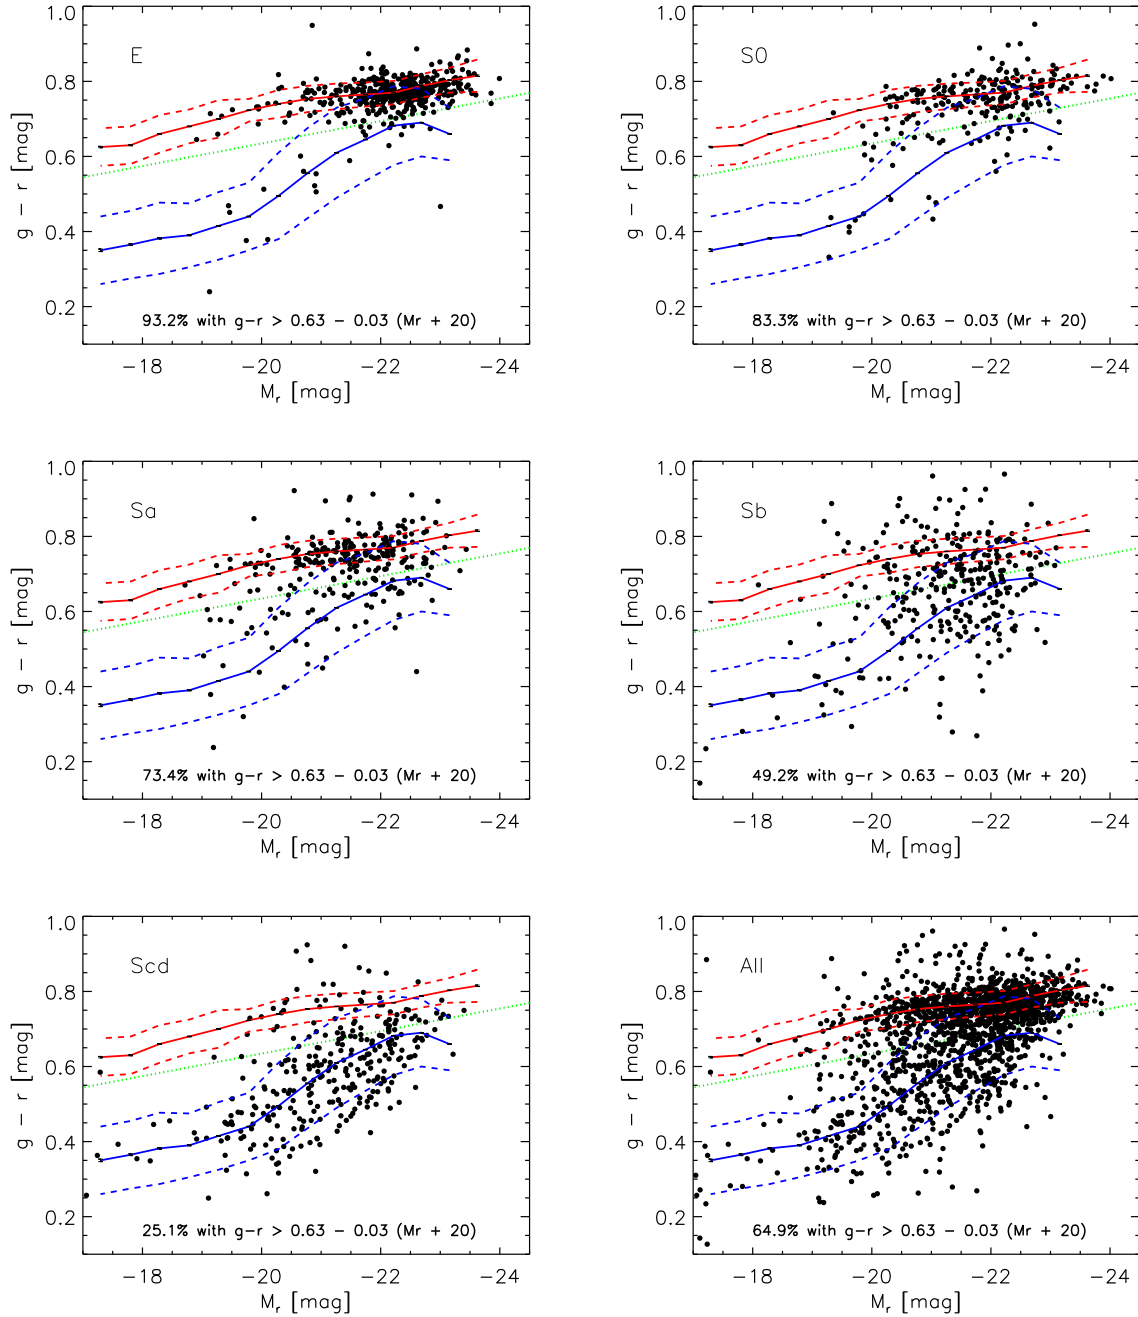 1.0
0.8
0.6
0.4
0.2
g − r [mag]
E
93.2% with g−r > 0.63 − 0.03 (Mr + 20)
−18 −20 −22 −24
Mr [mag]
1.0
0.8
0.6
0.4
0.2
g − r [mag]
S0
83.3% with g−r > 0.63 − 0.03 (Mr + 20)
−18 −20 −22 −24
Mr [mag]
1.0
0.8
0.6
0.4
0.2
g − r [mag]
Sa
73.4% with g−r > 0.63 − 0.03 (Mr + 20)
−18 −20 −22 −24
Mr [mag]
1.0
0.8
0.6
0.4
0.2
g − r [mag]
Sb
49.2% with g−r > 0.63 − 0.03 (Mr + 20)
−18 −20 −22 −24
Mr [mag]
1.0
0.8
0.6
0.4
0.2
g − r [mag]
Scd
25.1% with g−r > 0.63 − 0.03 (Mr + 20)
−18 −20 −22 −24
Mr [mag]
1.0
0.8
0.6
0.4
0.2
g − r [mag]
All
64.9% with g−r > 0.63 − 0.03 (Mr + 20)
−18 −20 −22 −24
Mr [mag]